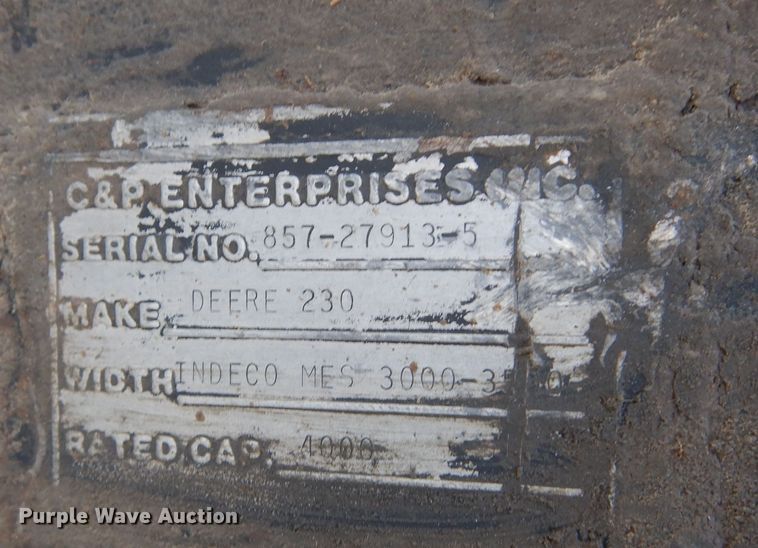 C&P ENTERPRISES, INC.
SERIAL NO. 857-27913-5
MAKE, DEERE 230
WIDTH INDECO MES 3000-
RATED CAP. 4000
Purple Wave Auction